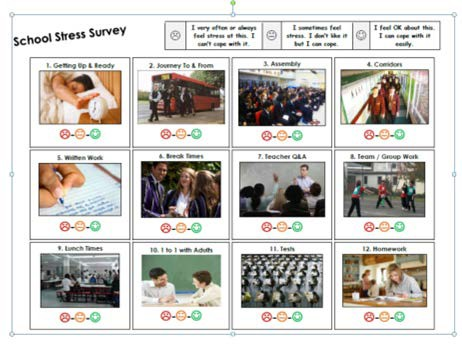 School Stress Survey
I very often or always
feel stress at this. I
can't cope with it.
I sometimes feel
stress. I don't like it
but I can cope.
I feel OK about this.
I can cope with it
easily.
1. Getting Up & Ready
2. Journey To & From
3. Assembly
4. Corridors
5. Written Work
6. Break Times
7. Teacher Q&A
8. Team / Group Work
9. Lunch Times
10. 1 to 1 with Adults
11. Tests
12. Homework